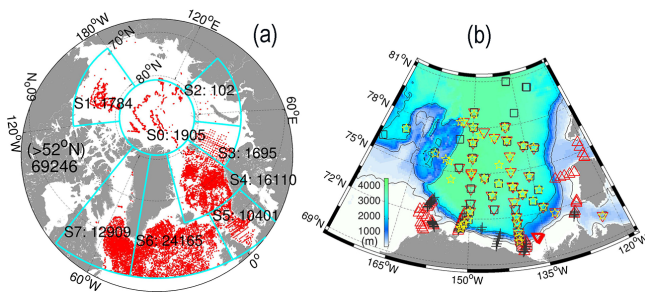 (a)
180°W
120°E
70°N
80°N
60°N
60°E
120°W
0°
60°W
S1: 1784
S2: 102
S0: 1905
(>52°N)
69246
S3: 1695
S4: 16110
S5: 10401
S7: 12909
S6: 24165
(b)
81°N
78°N
75°N
72°N
69°N
4000
3000
2000
1000
(m)
165°W
150°W
135°W
120°W